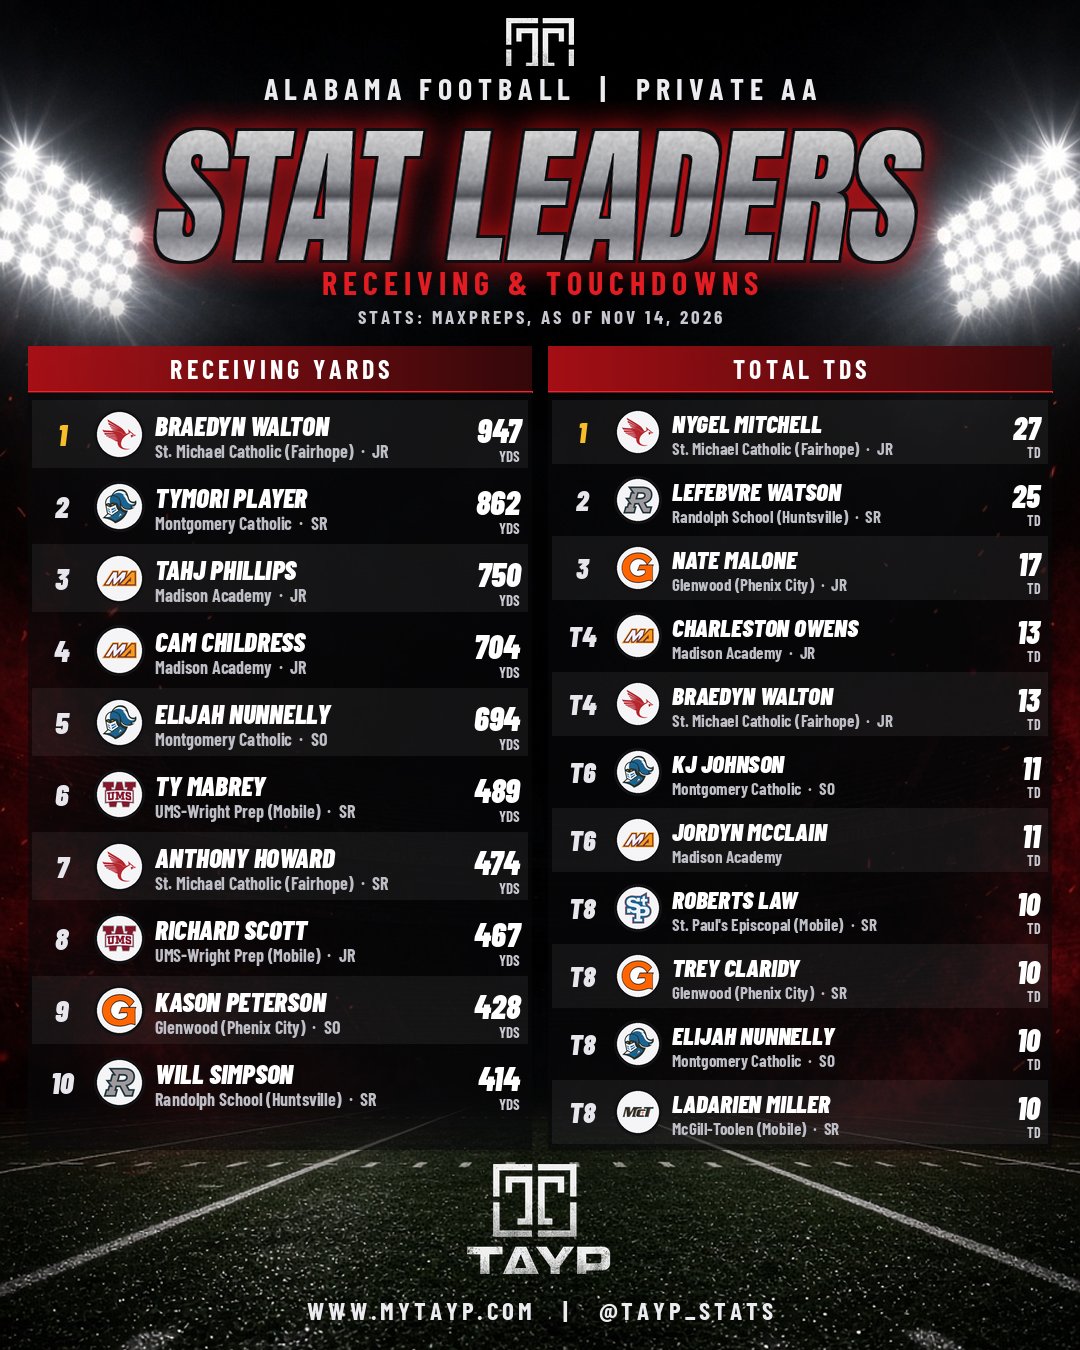 ALABAMA FOOTBALL | PRIVATE AA
STAT LEADERS
RECEIVING & TOUCHDOWNS
STATS: MAXPREPS, AS OF NOV 14, 2026
RECEIVING YARDS
1 BRAEDYN WALTON 947
St. Michael Catholic (Fairhope) · JR YDS
2 TYMORI PLAYER 862
Montgomery Catholic · SR YDS
3 MA TAHJ PHILLIPS 750
Madison Academy · JR YDS
4 MA CAM CHILDRESS 704
Madison Academy · JR YDS
5 ELIJAH NUNNELLY 694
Montgomery Catholic · SO YDS
6 UMS TY MABREY 489
UMS-Wright Prep (Mobile) · SR YDS
7 ANTHONY HOWARD 474
St. Michael Catholic (Fairhope) · SR YDS
8 UMS RICHARD SCOTT 467
UMS-Wright Prep (Mobile) · JR YDS
9 G KASON PETERSON 428
Glenwood (Phenix City) · SO YDS
10 R WILL SIMPSON 414
Randolph School (Huntsville) · SR YDS
TOTAL TDS
1 NYGEL MITCHELL 27
St. Michael Catholic (Fairhope) · JR TD
2 R LEFEBVRE WATSON 25
Randolph School (Huntsville) · SR TD
3 G NATE MALONE 17
Glenwood (Phenix City) · JR TD
T4 MA CHARLESTON OWENS 13
Madison Academy · JR TD
T4 BRAEDYN WALTON 13
St. Michael Catholic (Fairhope) · JR TD
T6 KJ JOHNSON 11
Montgomery Catholic · SO TD
T6 MA JORDYN MCCLAIN 11
Madison Academy TD
T8 StP ROBERTS LAW 10
St. Paul's Episcopal (Mobile) · SR TD
T8 G TREY CLARIDY 10
Glenwood (Phenix City) · SR TD
T8 ELIJAH NUNNELLY 10
Montgomery Catholic · SO TD
T8 McT LADARIEN MILLER 10
McGill-Toolen (Mobile) · SR TD
TAYP
WWW.MYTAYP.COM | @TAYP_STATS